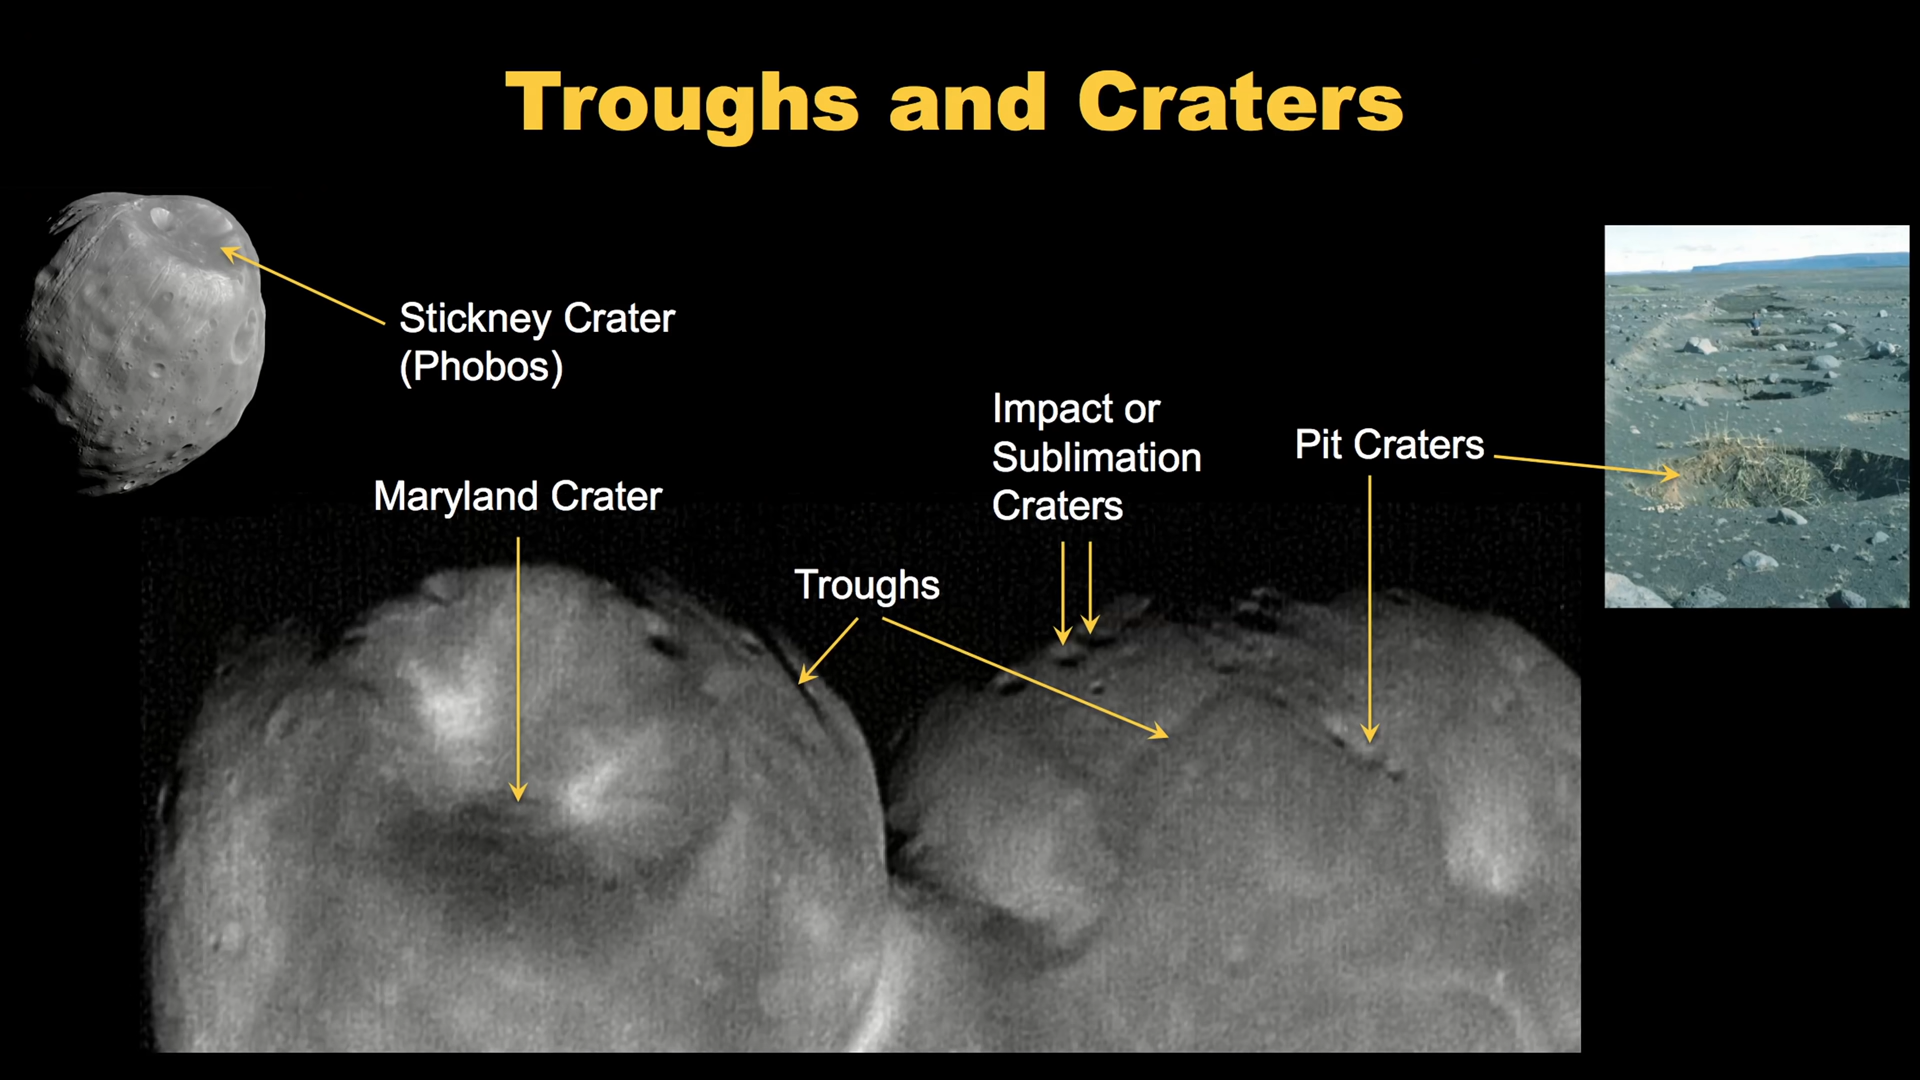 Troughs and Craters
Stickney Crater
(Phobos)
Maryland Crater
Troughs
Impact or
Sublimation
Craters
Pit Craters